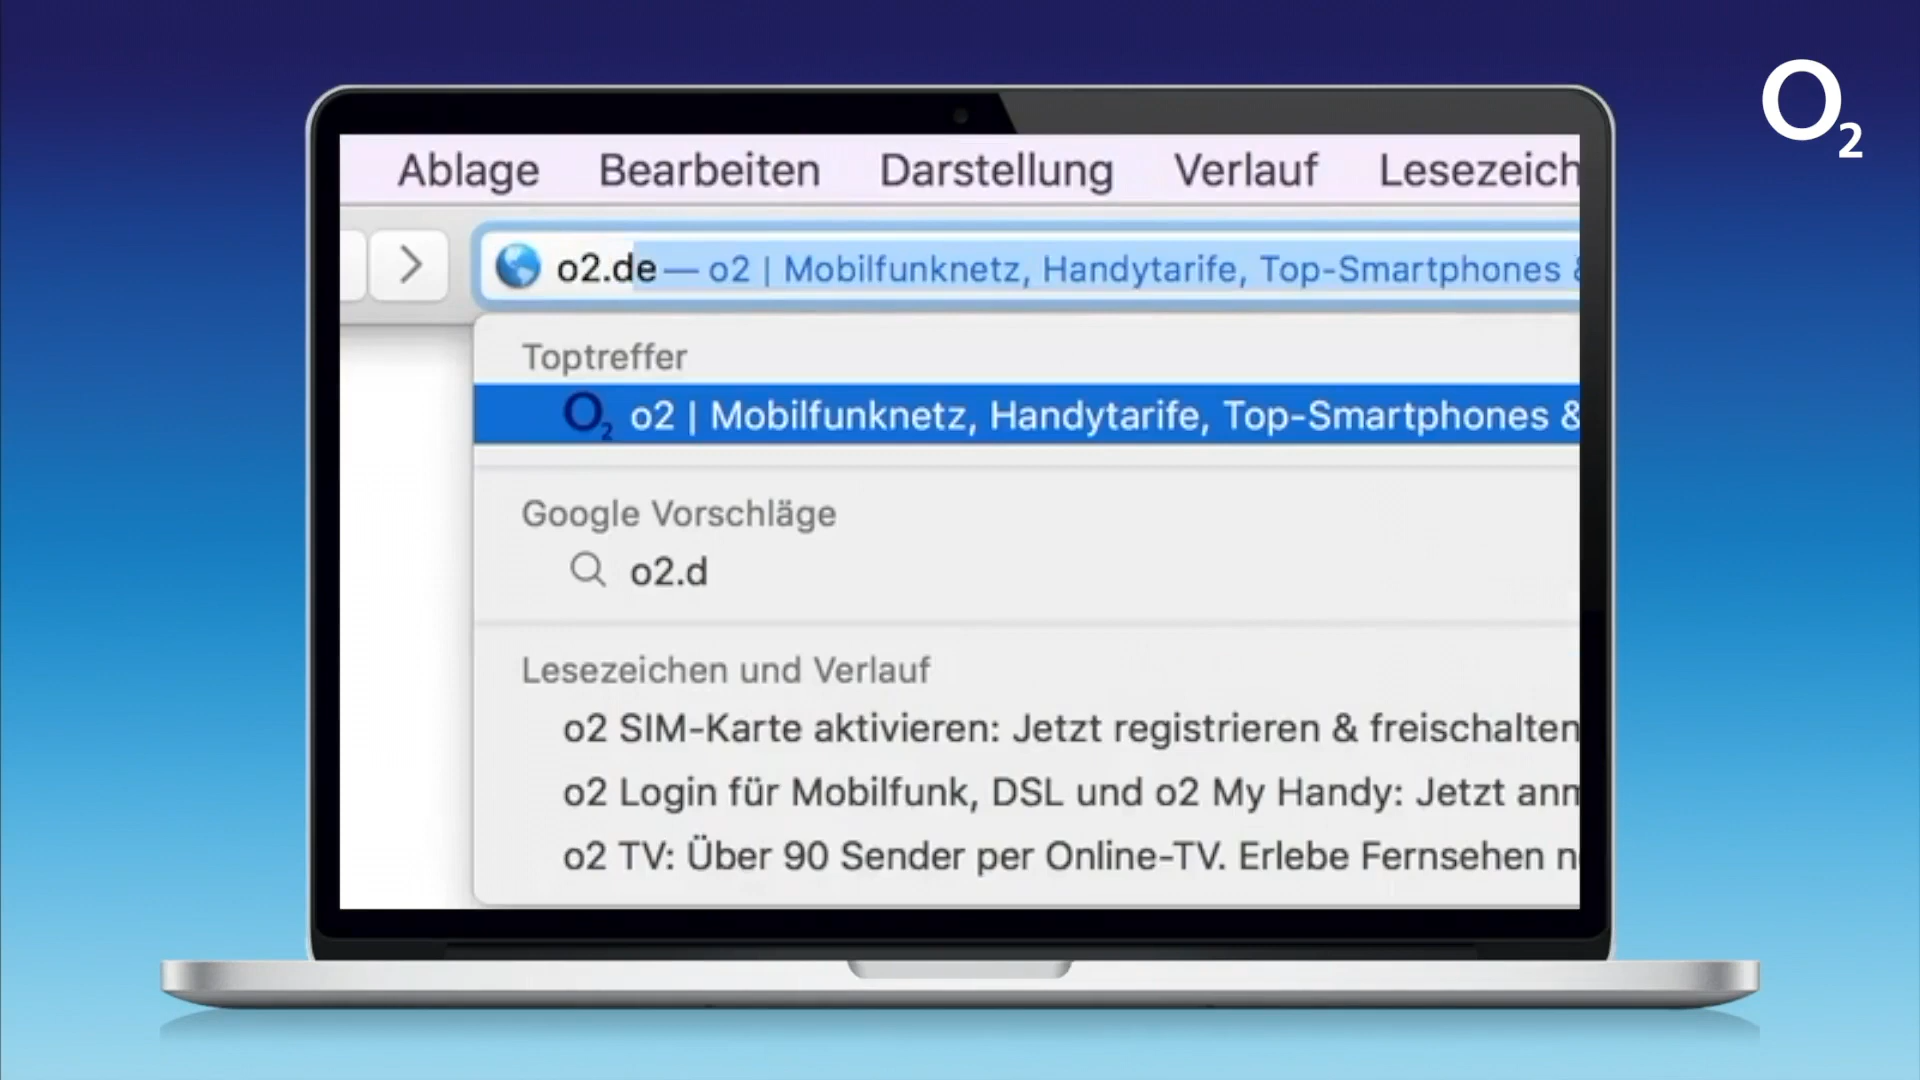 O2
Ablage Bearbeiten Darstellung Verlauf Lesezeich
o2.de — o2 | Mobilfunknetz, Handytarife, Top-Smartphones &
Toptreffer
O2 o2 | Mobilfunknetz, Handytarife, Top-Smartphones &
Google Vorschläge
o2.d
Lesezeichen und Verlauf
o2 SIM-Karte aktivieren: Jetzt registrieren & freischalten
o2 Login für Mobilfunk, DSL und o2 My Handy: Jetzt anm
o2 TV: Über 90 Sender per Online-TV. Erlebe Fernsehen n